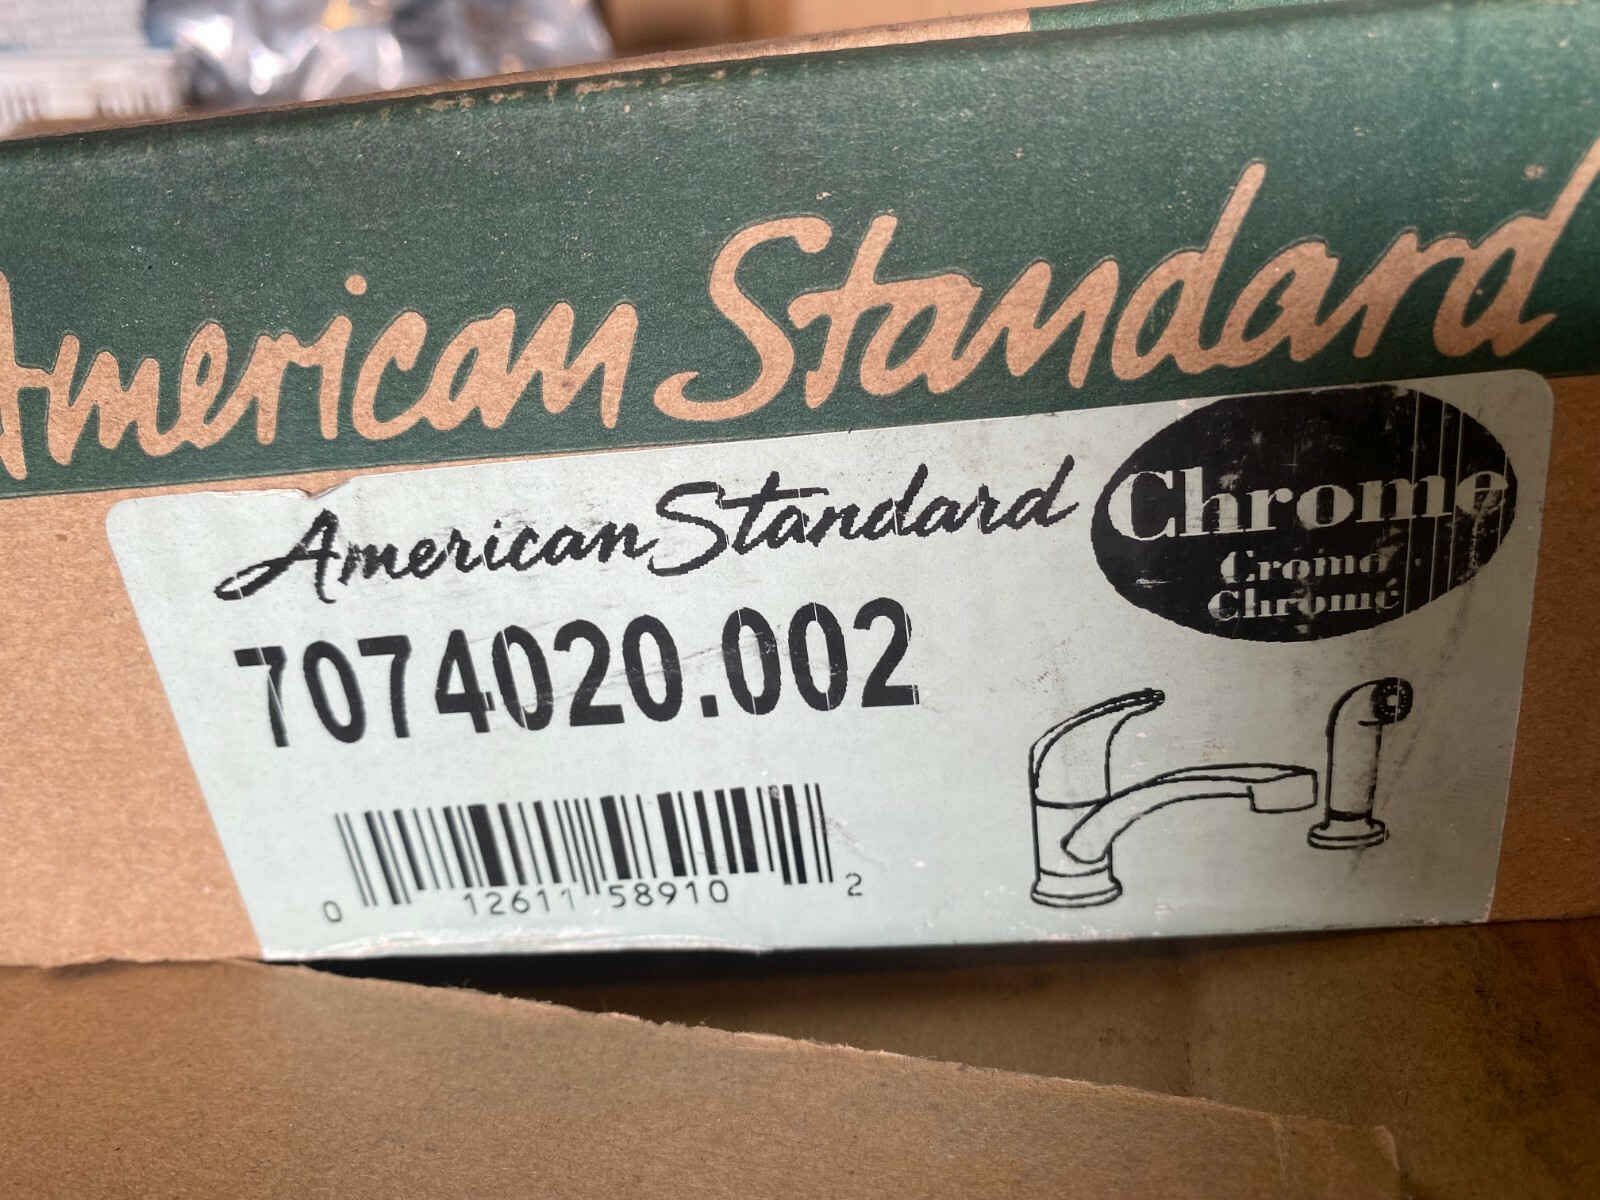 American Standard
American Standard
Chrome
Cromo
Chromé
7074020.002
0 12611 58910 2